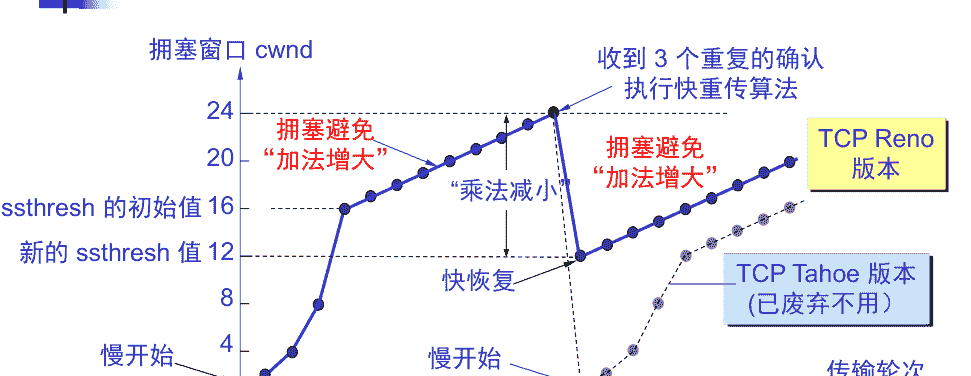 拥塞窗口 cwnd
收到 3 个重复的确认
执行快重传算法
24
拥塞避免
“加法增大”
拥塞避免
“加法增大”
TCP Reno
版本
20
“乘法减小”
ssthresh 的初始值 16
新的 ssthresh 值 12
快恢复
TCP Tahoe 版本
(已废弃不用）
8
4
慢开始
慢开始
传输轮次